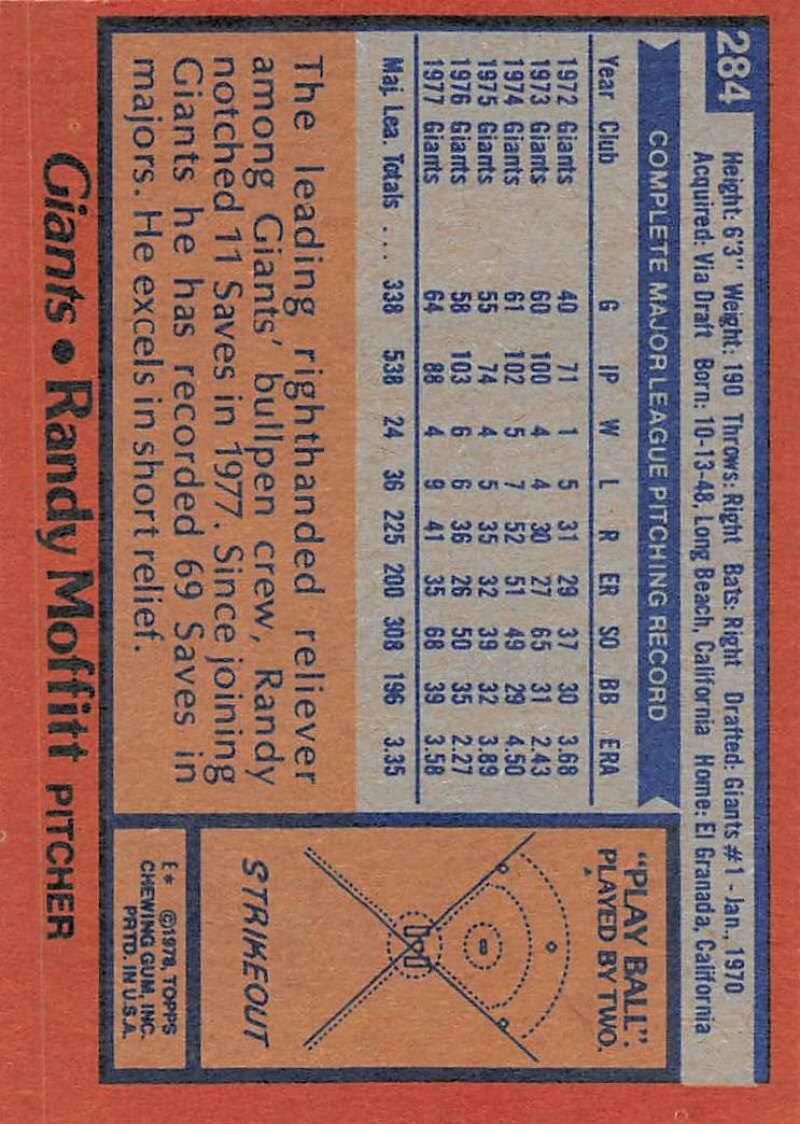 284
Height: 6'3" Weight: 190 Throws: Right Bats: Right Drafted: Giants #1 - Jan., 1970
Acquired: Via Draft Born: 10-13-48, Long Beach, California Home: El Granada, California
COMPLETE MAJOR LEAGUE PITCHING RECORD
Year Club G IP W L R ER SO BB ERA
1972 Giants 40 71 1 5 31 29 37 30 3.68
1973 Giants 60 100 4 4 30 27 65 31 2.43
1974 Giants 61 102 5 7 52 51 49 29 4.50
1975 Giants 55 74 4 5 35 32 39 32 3.89
1976 Giants 58 103 6 6 36 26 50 35 2.27
1977 Giants 64 88 4 9 41 35 68 39 3.58
Maj. Lea. Totals .... 338 538 24 36 225 200 308 196 3.35
The leading righthanded reliever
among Giants' bullpen crew, Randy
notched 11 Saves in 1977. Since joining
Giants he has recorded 69 Saves in
majors. He excels in short relief.
"PLAY BALL":
PLAYED BY TWO.
STRIKEOUT
E* ©1978, TOPPS
CHEWING GUM, INC.
PRTD. IN U.S.A.
Giants • Randy Moffitt PITCHER